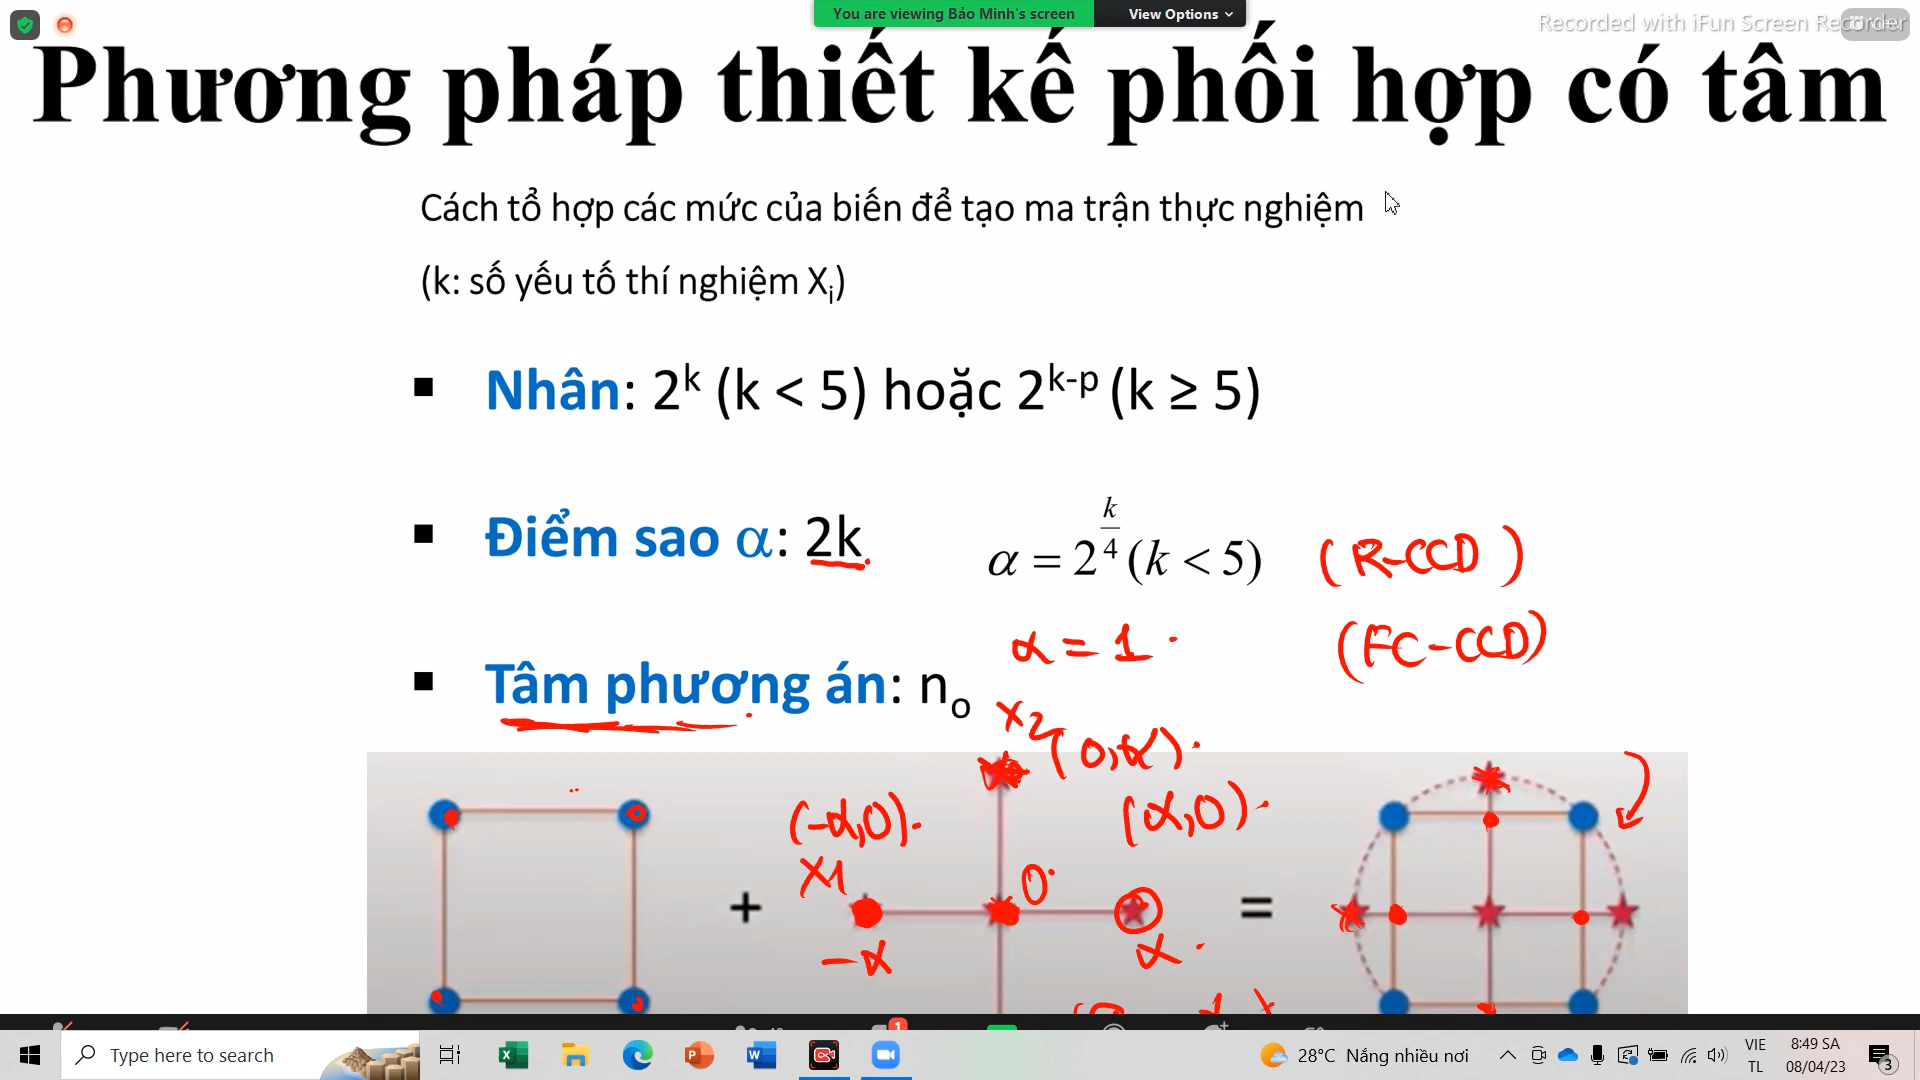 You are viewing Bảo Minh's screen
View Options
Recorded with iFun Screen Recorder
Phương pháp thiết kế phối hợp có tâm
Cách tổ hợp các mức của biến để tạo ma trận thực nghiệm
(k: số yếu tố thí nghiệm Xi)
▪ Nhân: 2^k (k < 5) hoặc 2^k-p (k ≥ 5)
▪ Điểm sao α: 2k
α = 2^(k/4) (k < 5) (R-CCD)
α = 1 (FC-CCD)
▪ Tâm phương án: no
X2 (0,α)
(-α,0) (α,0)
X1 0
+ =
-α α
Type here to search
1
28°C Nắng nhiều nơi
VIE
TL
8:49 SA
08/04/23
3